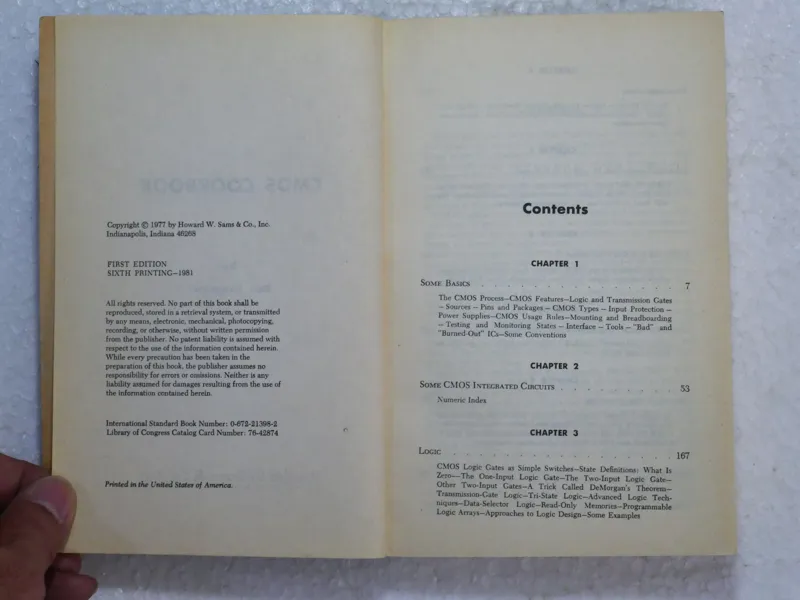 Copyright © 1977 by Howard W. Sams & Co., Inc.
Indianapolis, Indiana 46268
FIRST EDITION
SIXTH PRINTING—1981
All rights reserved. No part of this book shall be
reproduced, stored in a retrieval system, or transmitted
by any means, electronic, mechanical, photocopying,
recording, or otherwise, without written permission
from the publisher. No patent liability is assumed with
respect to the use of the information contained herein.
While every precaution has been taken in the
preparation of this book, the publisher assumes no
responsibility for errors or omissions. Neither is any
liability assumed for damages resulting from the use of
the information contained herein.
International Standard Book Number: 0-672-21398-2
Library of Congress Catalog Card Number: 76-42874
Printed in the United States of America.
Contents
CHAPTER 1
SOME BASICS . . . . . . . . . . . . . . . . 7
The CMOS Process—CMOS Features—Logic and Transmission Gates
—Sources—Pins and Packages—CMOS Types—Input Protection—
Power Supplies—CMOS Usage Rules—Mounting and Breadboarding
—Testing and Monitoring States—Interface—Tools—"Bad" and
"Burned-Out" ICs—Some Conventions
CHAPTER 2
SOME CMOS INTEGRATED CIRCUITS . . . . . . . . . 53
Numeric Index
CHAPTER 3
LOGIC . . . . . . . . . . . . . . . . . . 167
CMOS Logic Gates as Simple Switches—State Definitions: What Is
Zero—The One-Input Logic Gate—The Two-Input Logic Gate—
Other Two-Input Gates—A Trick Called DeMorgan's Theorem—
Transmission-Gate Logic—Tri-State Logic—Advanced Logic Tech-
niques—Data-Selector Logic—Read-Only Memories—Programmable
Logic Arrays—Approaches to Logic Design—Some Examples